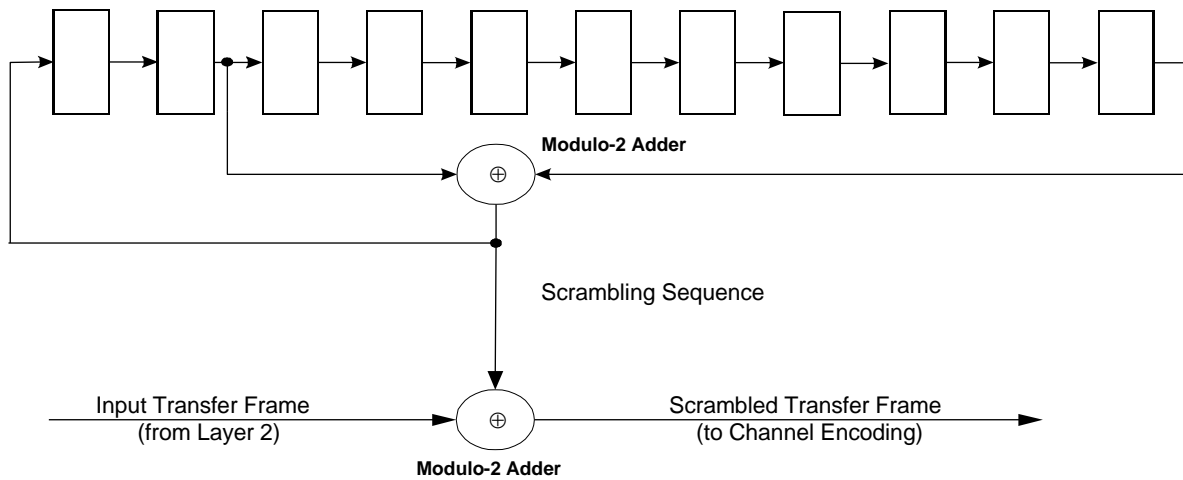 Modulo-2 Adder
⊕
Scrambling Sequence
Input Transfer Frame
(from Layer 2)
⊕
Scrambled Transfer Frame
(to Channel Encoding)
Modulo-2 Adder